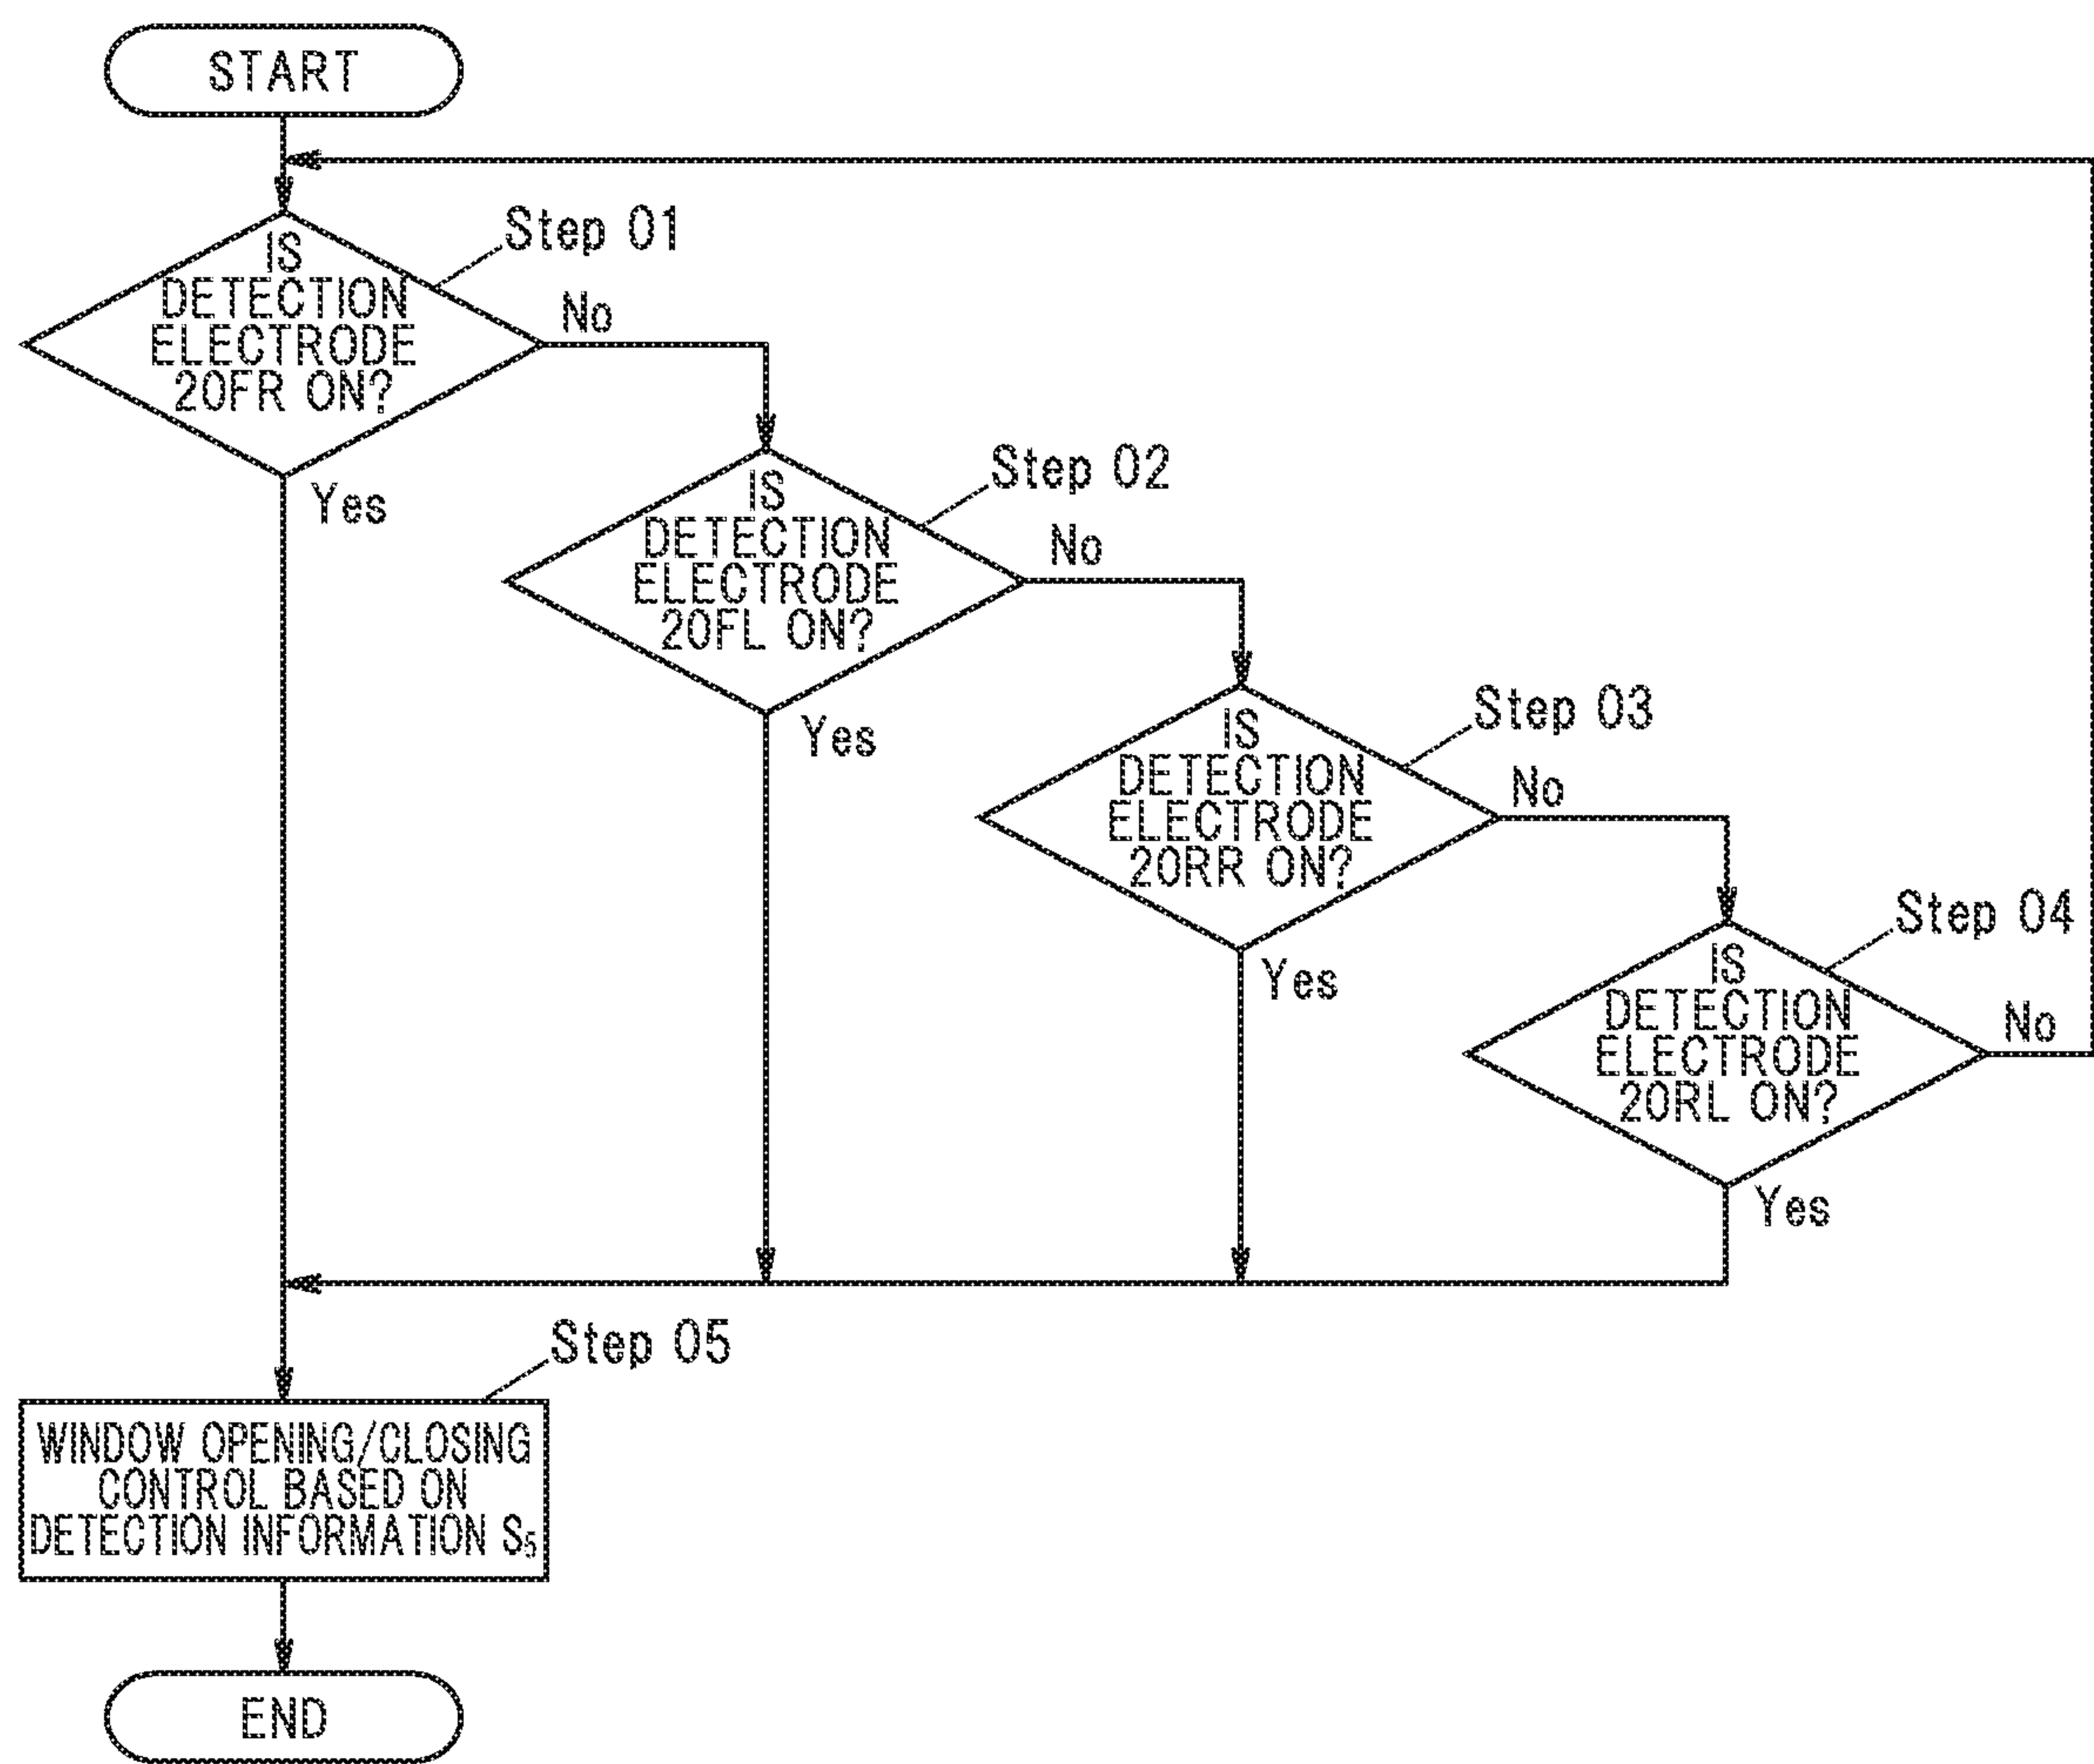 START
Step 01
IS
DETECTION
ELECTRODE
20FR ON?
No
Yes
Step 02
IS
DETECTION
ELECTRODE
20FL ON?
No
Yes
Step 03
IS
DETECTION
ELECTRODE
20RR ON?
No
Yes
Step 04
IS
DETECTION
ELECTRODE
20RL ON?
No
Yes
Step 05
WINDOW OPENING/CLOSING
CONTROL BASED ON
DETECTION INFORMATION S₅
END